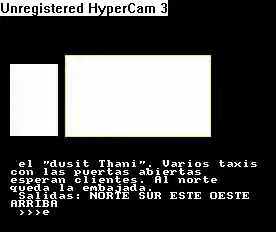 Unregistered HyperCam 3
el "dusit Thani". Varios taxis
con las puertas abiertas
esperan clientes. Al norte
queda la embajada.
Salidas: NORTE SUR ESTE OESTE
ARRIBA
>>>e